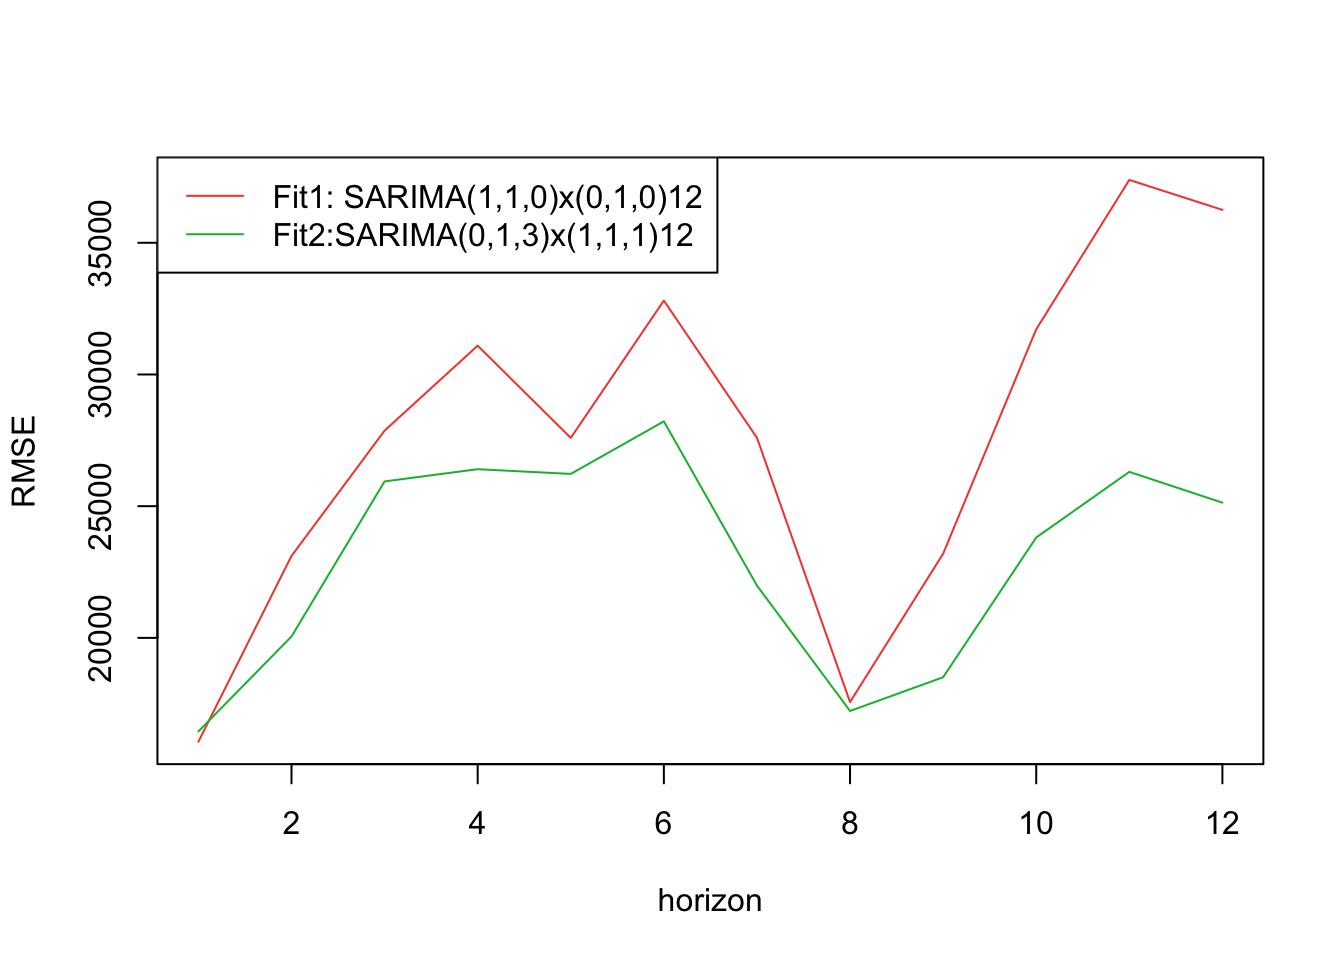 Fit1: SARIMA(1,1,0)x(0,1,0)12
Fit2:SARIMA(0,1,3)x(1,1,1)12
RMSE
35000
30000
25000
20000
2 4 6 8 10 12
horizon